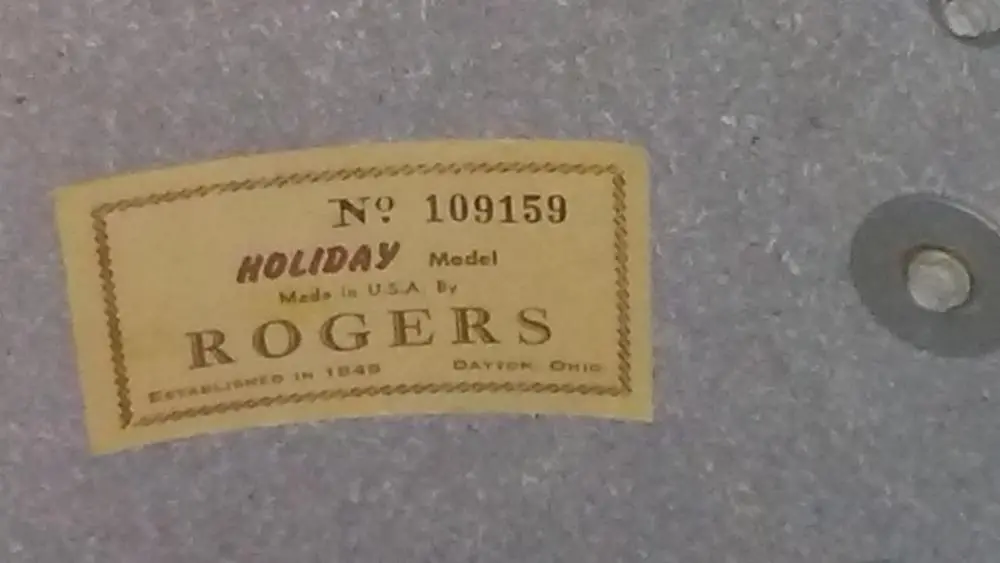 Nº 109159
HOLIDAY Model
Made in U.S.A. By
ROGERS
ESTABLISHED IN 1849 DAYTON, OHIO